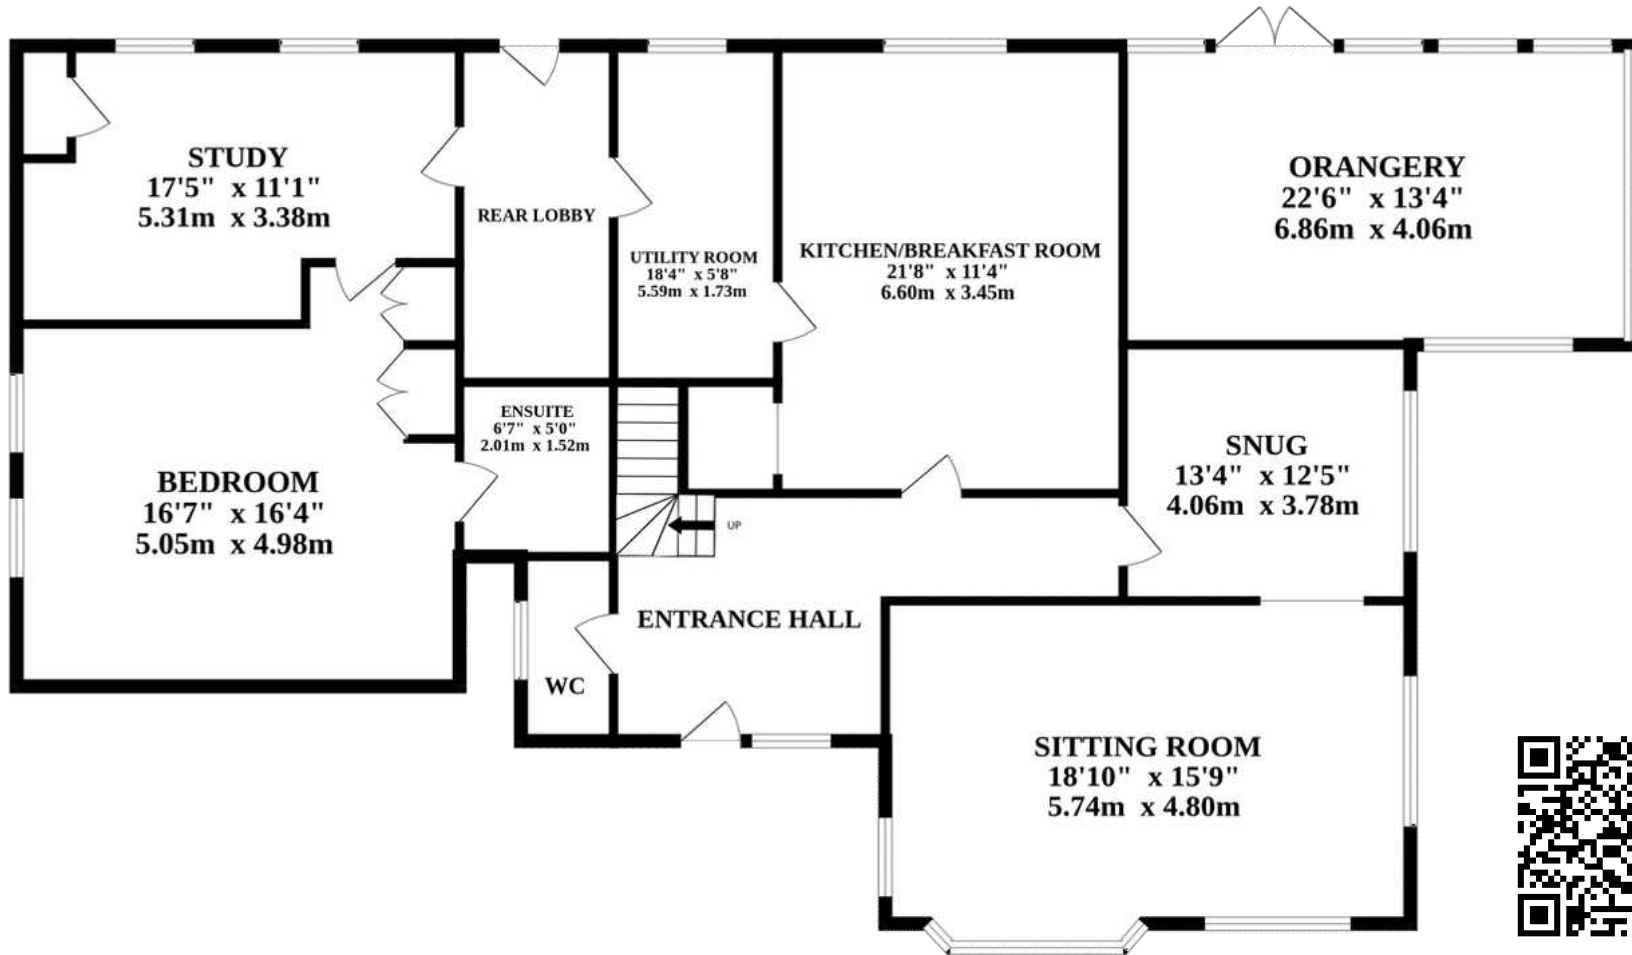 STUDY
17'5" x 11'1"
5.31m x 3.38m
REAR LOBBY
UTILITY ROOM
18'4" x 5'8"
5.59m x 1.73m
KITCHEN/BREAKFAST ROOM
21'8" x 11'4"
6.60m x 3.45m
ORANGERY
22'6" x 13'4"
6.86m x 4.06m
BEDROOM
16'7" x 16'4"
5.05m x 4.98m
ENSUITE
6'7" x 5'0"
2.01m x 1.52m
SNUG
13'4" x 12'5"
4.06m x 3.78m
UP
ENTRANCE HALL
WC
SITTING ROOM
18'10" x 15'9"
5.74m x 4.80m